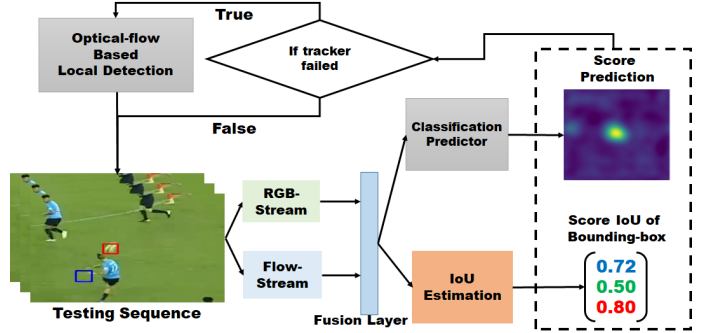 True
Optical-flow
Based
Local Detection
If tracker
failed
False
Score
Prediction
Classification
Predictor
RGB-
Stream
Flow-
Stream
Fusion Layer
IoU
Estimation
Score IoU of
Bounding-box
0.72
0.50
0.80
Testing Sequence